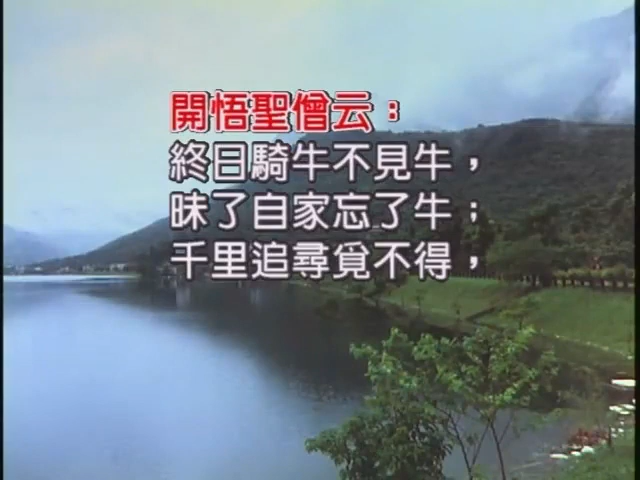 開悟聖僧云：
終日騎牛不見牛，
昧了自家忘了牛；
千里追尋覓不得，